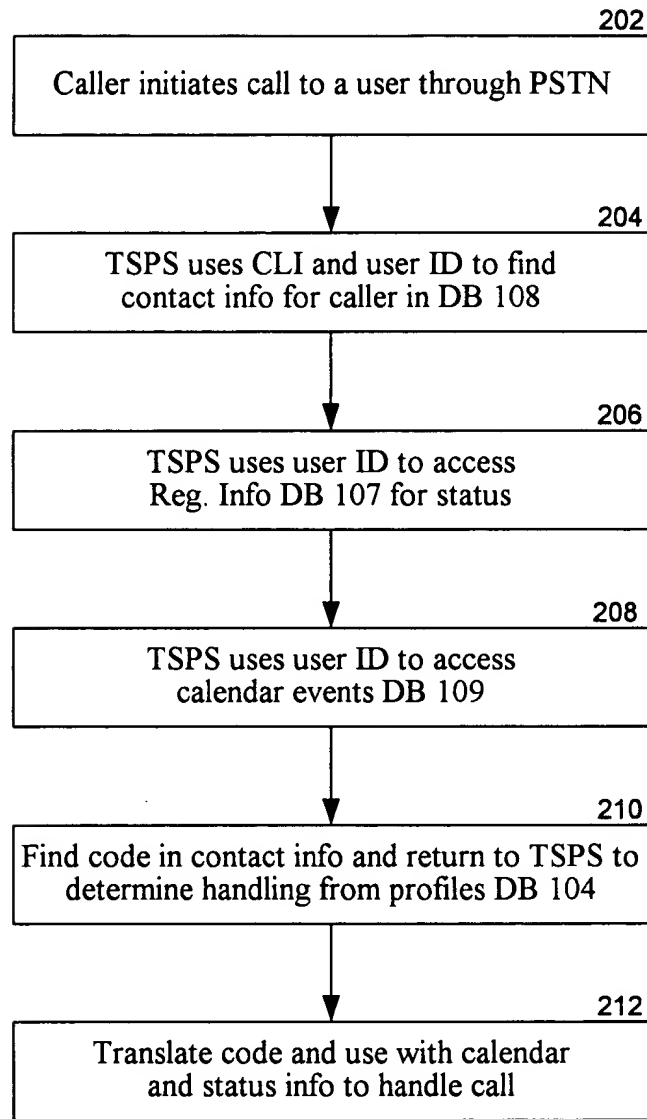 202
Caller initiates call to a user through PSTN
204
TSPS uses CLI and user ID to find
contact info for caller in DB 108
206
TSPS uses user ID to access
Reg. Info DB 107 for status
208
TSPS uses user ID to access
calendar events DB 109
210
Find code in contact info and return to TSPS to
determine handling from profiles DB 104
212
Translate code and use with calendar
and status info to handle call